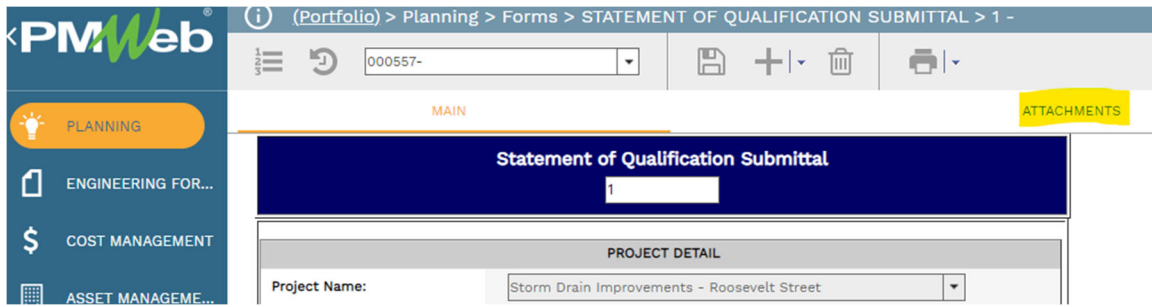 (Portfolio) > Planning > Forms > STATEMENT OF QUALIFICATION SUBMITTAL > 1 -
PMWeb®
000557-
MAIN
ATTACHMENTS
PLANNING
ENGINEERING FOR...
COST MANAGEMENT
ASSET MANAGEME...
Statement of Qualification Submittal
1
PROJECT DETAIL
Project Name:
Storm Drain Improvements - Roosevelt Street